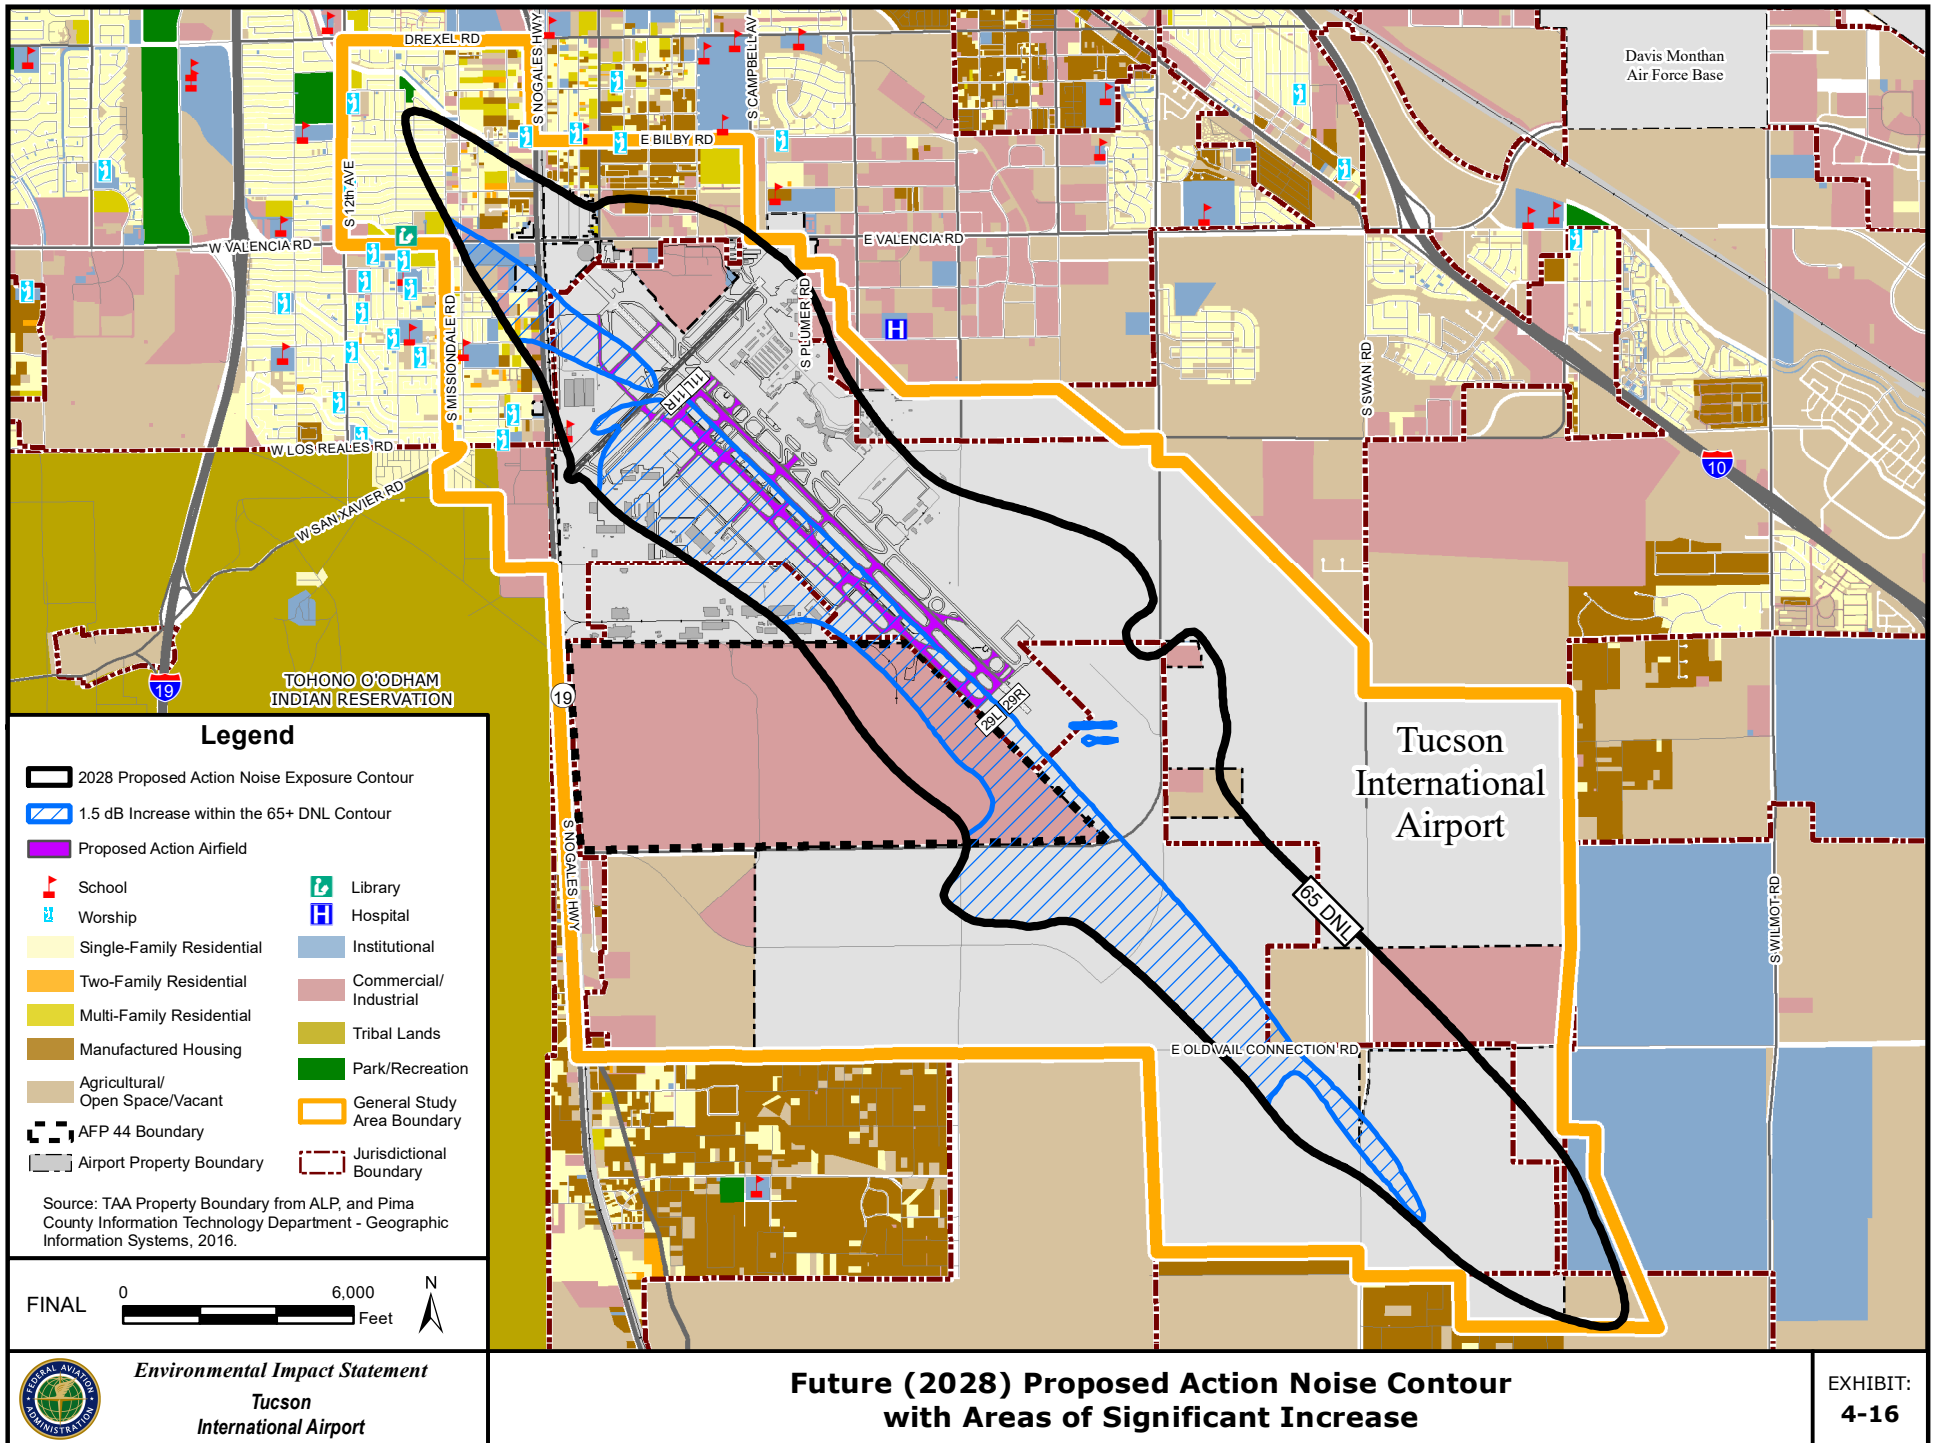 DREXEL RD
S NOGALES HWY
S CAMPBELL AV
Davis Monthan
Air Force Base
E BILBY RD
S 12th AVE
W VALENCIA RD
E VALENCIA RD
S MISSIONDALE RD
S PLUMER RD
S SWAN RD
11L
11R
W LOS REALES RD
W SAN XAVIER RD
10
TOHONO O'ODHAM
INDIAN RESERVATION
19
19
29L
29R
Tucson
International
Airport
S NOGALES HWY
65 DNL
S WILMOT RD
E OLD VAIL CONNECTION RD
Legend
2028 Proposed Action Noise Exposure Contour
1.5 dB Increase within the 65+ DNL Contour
Proposed Action Airfield
School
Library
Worship
H
Hospital
H
Single-Family Residential
Institutional
Two-Family Residential
Commercial/
Industrial
Multi-Family Residential
Tribal Lands
Manufactured Housing
Park/Recreation
Agricultural/
Open Space/Vacant
General Study
Area Boundary
AFP 44 Boundary
Airport Property Boundary
Jurisdictional
Boundary
Source: TAA Property Boundary from ALP, and Pima
County Information Technology Department - Geographic
Information Systems, 2016.
FINAL
0
6,000
Feet
N
FEDERAL AVIATION
ADMINISTRATION
Environmental Impact Statement
Tucson
International Airport
Future (2028) Proposed Action Noise Contour
with Areas of Significant Increase
EXHIBIT:
4-16